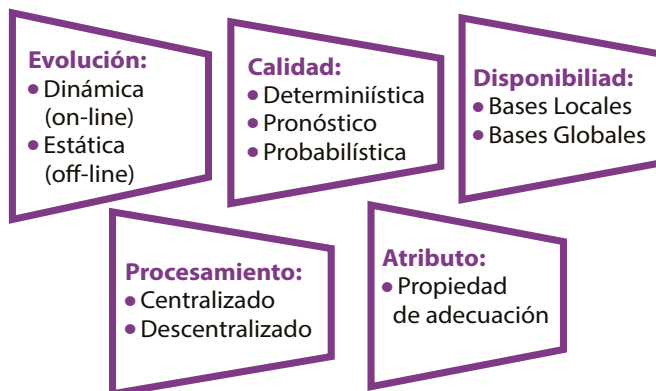 Evolución:
• Dinámica
(on-line)
• Estática
(off-line)
Calidad:
• Determiniística
• Pronóstico
• Probabilística
Disponibiliad:
• Bases Locales
• Bases Globales
Procesamiento:
• Centralizado
• Descentralizado
Atributo:
• Propiedad
de adecuación